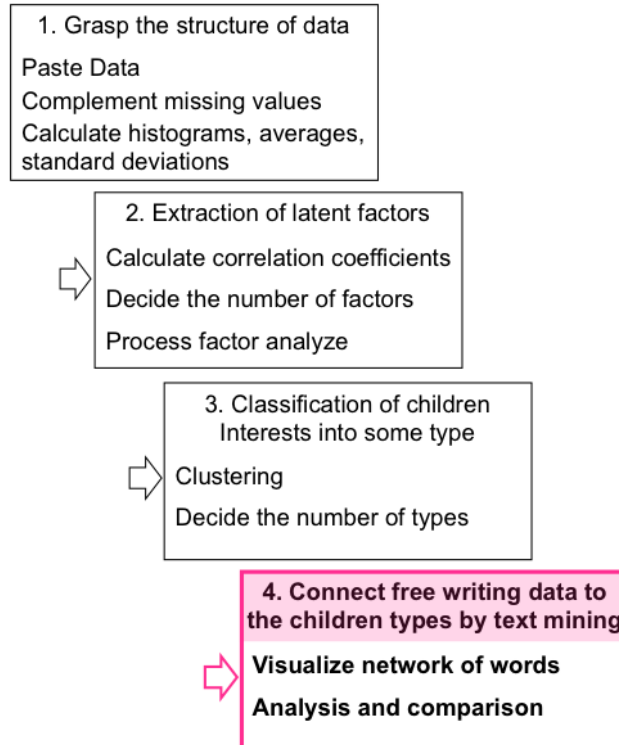 1. Grasp the structure of data
Paste Data
Complement missing values
Calculate histograms, averages,
standard deviations
2. Extraction of latent factors
Calculate correlation coefficients
Decide the number of factors
Process factor analyze
3. Classification of children
Interests into some type
Clustering
Decide the number of types
4. Connect free writing data to
the children types by text mining
Visualize network of words
Analysis and comparison